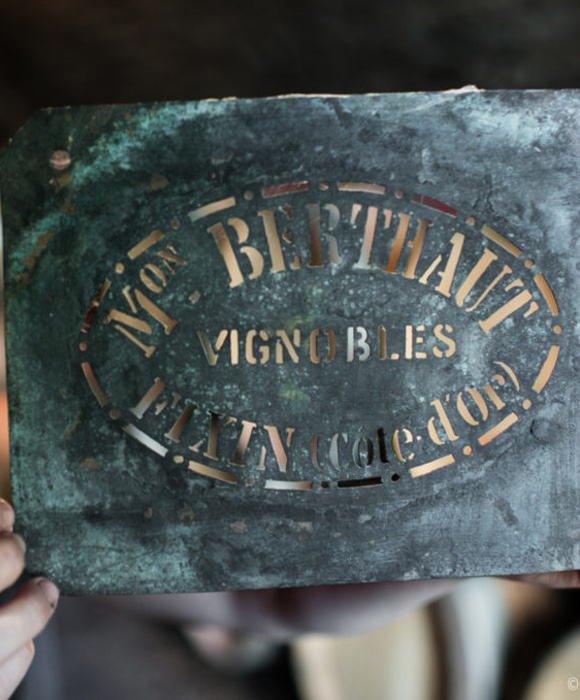 Mon. BERTHAUT
VIGNOBLES
FIXIN (Côte-d'Or)
©